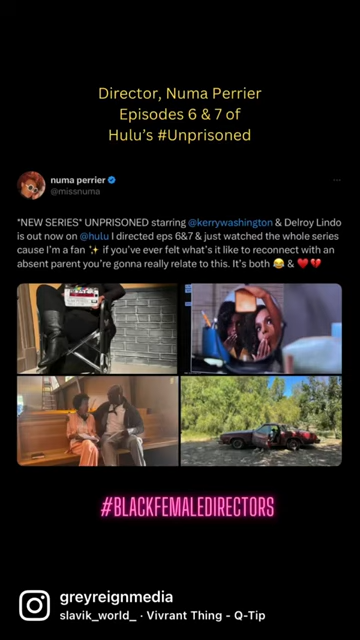 Director, Numa Perrier
Episodes 6 & 7 of
Hulu's #Unprisoned
numa perrier
@missnuma
*NEW SERIES* UNPRISONED starring @kerrywashington & Delroy Lindo
is out now on @hulu I directed eps 6&7 & just watched the whole series
cause I'm a fan ✨ if you've ever felt what's it like to reconnect with an
absent parent you're gonna really relate to this. It's both 😂 & ❤️💔
#BLACKFEMALEDIRECTORS
greyreignmedia
slavik_world_ · Vivrant Thing - Q-Tip